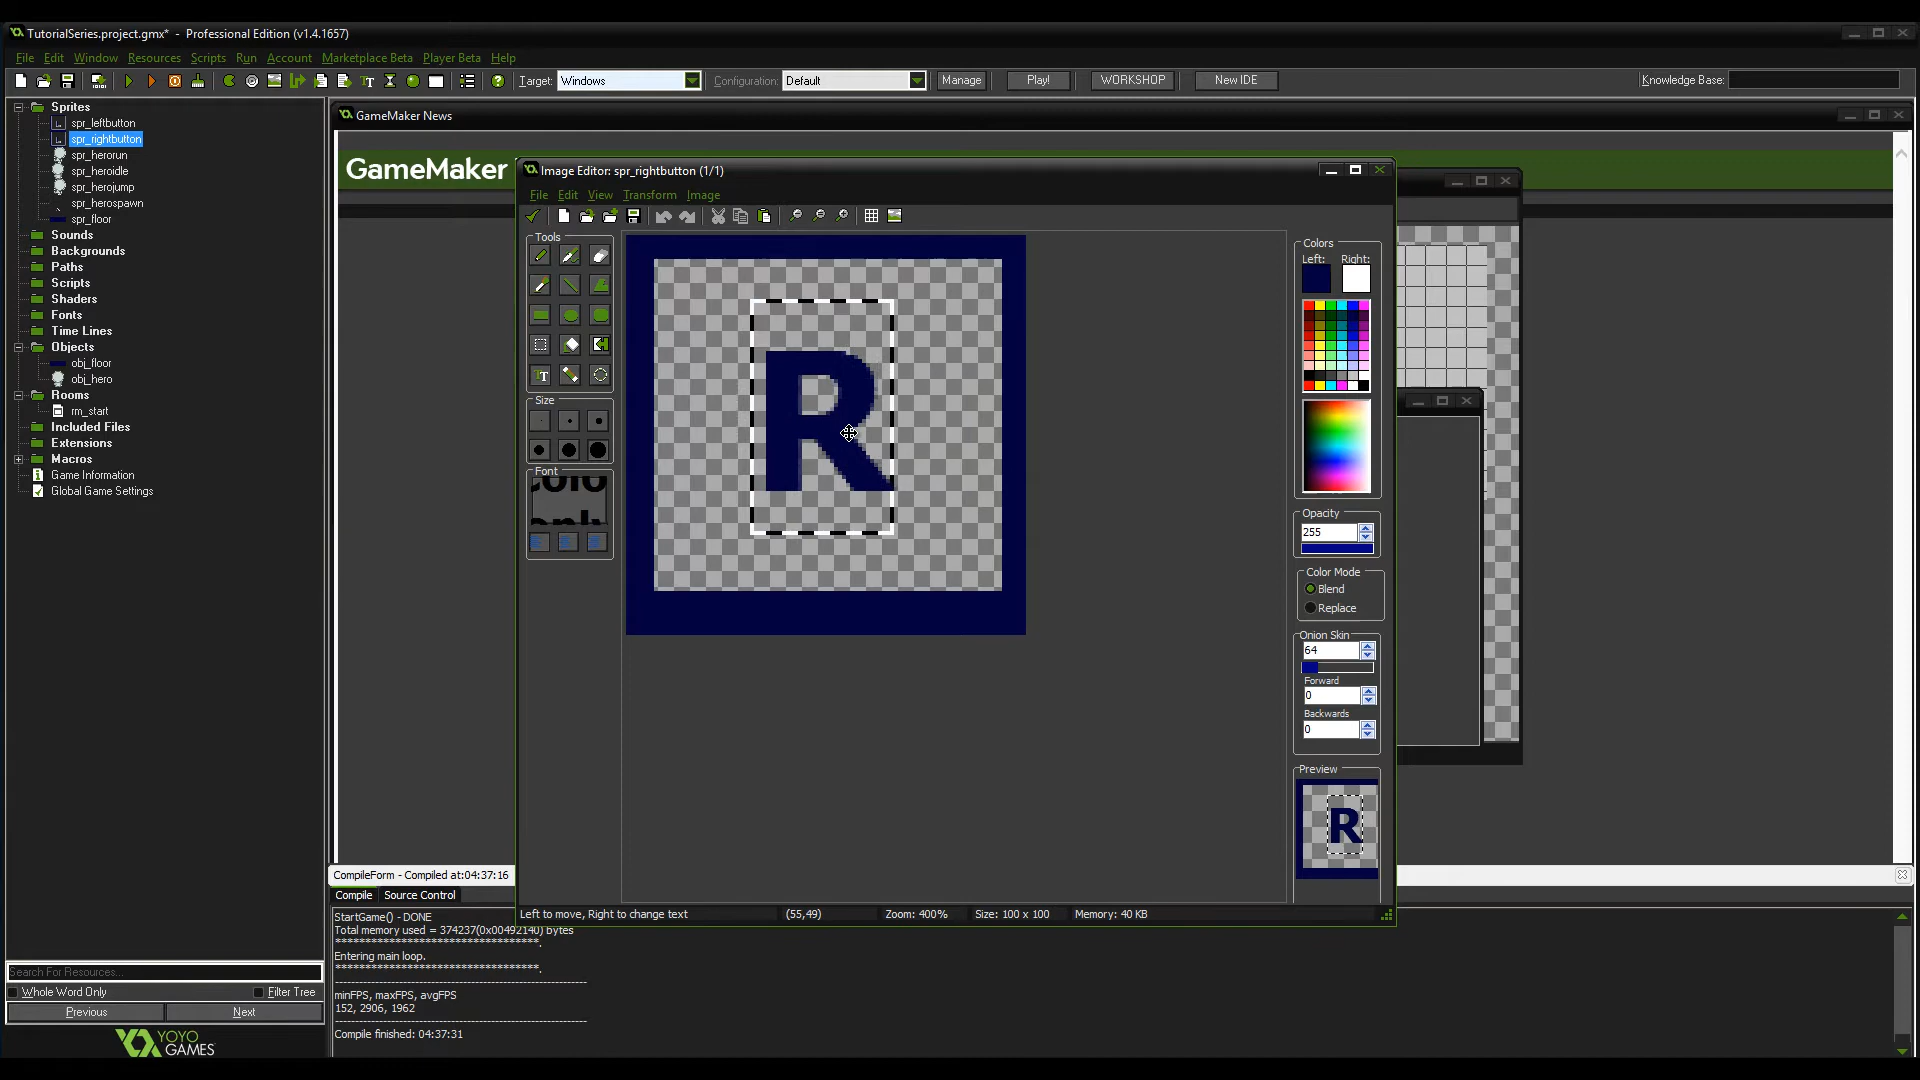 TutorialSeries.project.gmx* - Professional Edition (v1.4.1657)
File Edit Window Resources Scripts Run Account Marketplace Beta Player Beta Help
Target: Windows Configuration: Default Manage Play! WORKSHOP New IDE Knowledge Base:
Sprites
spr_leftbutton
spr_rightbutton
spr_herorun
spr_heroidle
spr_herojump
spr_herospawn
spr_floor
Sounds
Backgrounds
Paths
Scripts
Shaders
Fonts
Time Lines
Objects
obj_floor
obj_hero
Rooms
rm_start
Included Files
Extensions
Macros
Game Information
Global Game Settings
Search For Resources...
Whole Word Only Filter Tree
Previous Next
YOYO
GAMES
GameMaker News
GameMaker
Image Editor: spr_rightbutton (1/1)
File Edit View Transform Image
Tools
Size
Font
R
Colors
Left: Right:
Opacity
255
Color Mode
Blend
Replace
Onion Skin
64
Forward
0
Backwards
0
Preview
R
Left to move, Right to change text (55,49) Zoom: 400% Size: 100 x 100 Memory: 40 KB
CompileForm - Compiled at:04:37:16
Compile Source Control
StartGame() - DONE
Total memory used = 374237(0x00492140) bytes
***************************************.
Entering main loop.
***************************************.
minFPS, maxFPS, avgFPS
152, 2906, 1962
Compile finished: 04:37:31